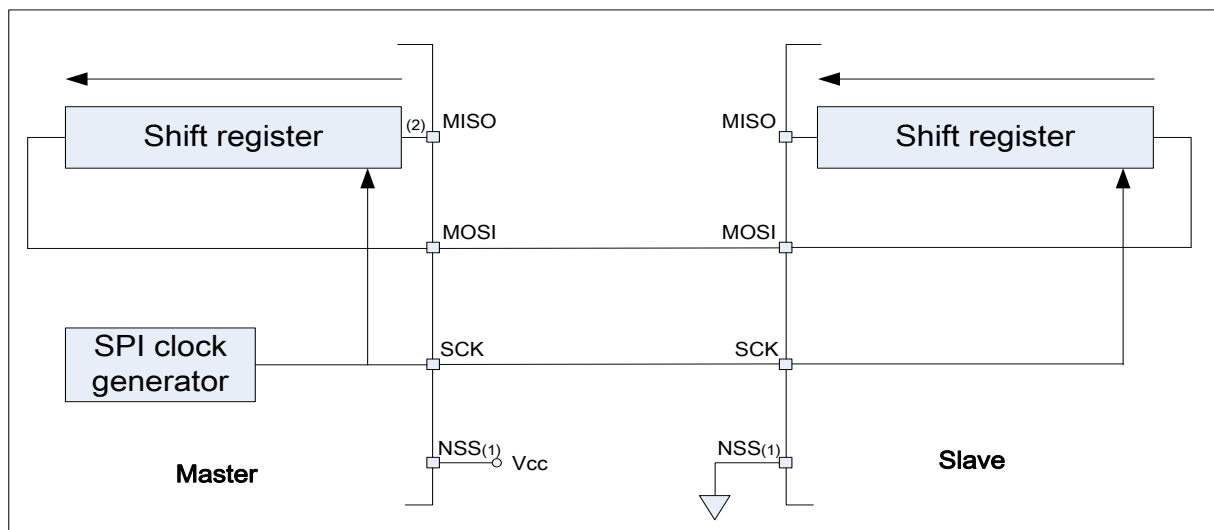 Shift register
(2)
MISO
MISO
Shift register
MOSI
MOSI
SPI clock
generator
SCK
SCK
Master
NSS(1)
Vcc
NSS(1)
Slave